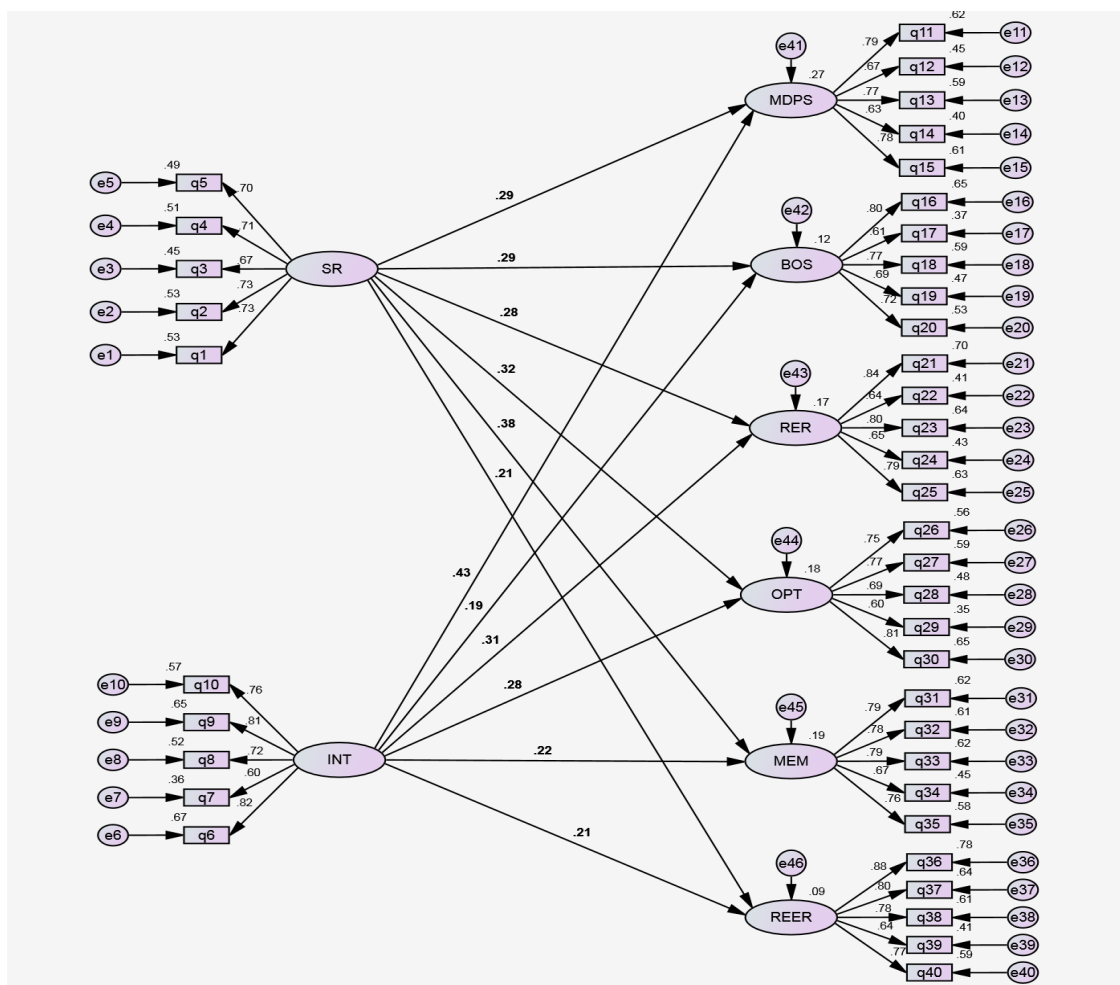 .62
e41 .79 q11 e11
.45
.67 q12 e12
.27 .59
MDPS .77 q13 e13
.63 .40
q14 e14
.78 .61
q15 e15
.49
e5 q5 .70
.29
.65
e42 .80 q16 e16
.51 .37
e4 q4 .71 .61 q17 e17
.12 .59
.45
e3 q3 .67 SR .29 BOS .77 q18 e18
.69 .47
q19 e19
.53 .73
e2 q2 .72 .53
.73 q20 e20
.28
.53
e1 q1 .70
e43 .84 q21 e21
.32 .41
.64 q22 e22
.17 .64
.38 RER .80 q23 e23
.65 .43
q24 e24
.79 .63
.21 q25 e25
.56
e44 .75 q26 e26
.59
.77 q27 e27
.43 .18 .48
OPT .69 q28 e28
.19 .60 .35
q29 e29
.31 .81 .65
q30 e30
.57
e10 q10 .76 .28 .62
.79 q31 e31
.65 e45 .61
e9 q9 .81 .78 q32 e32
.19 .62
.52 .72
e8 q8 INT .22 MEM .79 q33 e33
.60 .67 .45
.36 q34 e34
e7 q7 .82 .76 .58
q35 e35
.67
e6 q6 .21
.78
e46 .88 q36 e36
.64
.80 q37 e37
.09 .61
REER .78 q38 e38
.64 .41
q39 e39
.77 .59
q40 e40